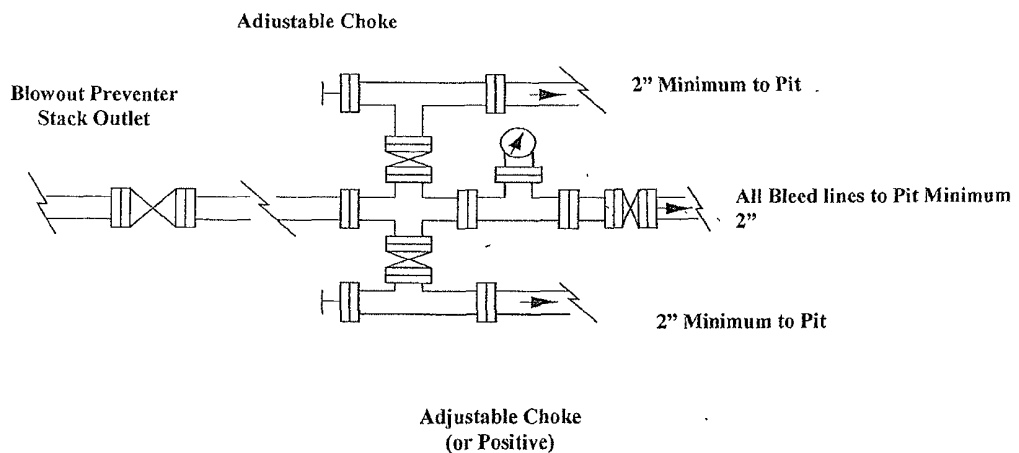 Adjustable Choke
2” Minimum to Pit
Blowout Preventer
Stack Outlet
All Bleed lines to Pit Minimum
2”
2” Minimum to Pit
Adjustable Choke
(or Positive)